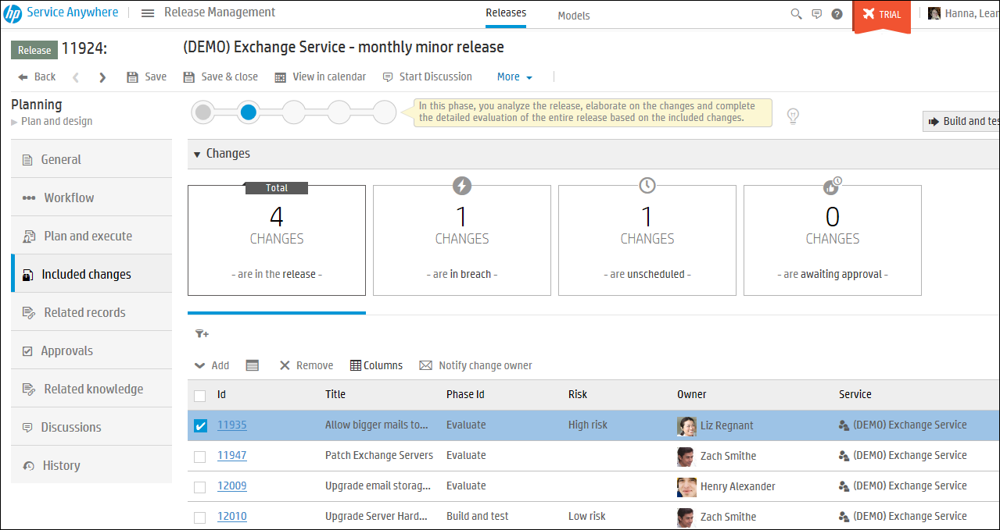 hp Service Anywhere Release Management Releases Models TRIAL Hanna, Lear
Release 11924: (DEMO) Exchange Service - monthly minor release
Back Save Save & close View in calendar Start Discussion More
Planning
Plan and design
In this phase, you analyze the release, elaborate on the changes and complete
the detailed evaluation of the entire release based on the included changes.
Build and tes
General
Workflow
Plan and execute
Included changes
Related records
Approvals
Related knowledge
Discussions
History
Changes
Total
4
CHANGES
- are in the release -
1
CHANGES
- are in breach -
1
CHANGES
- are unscheduled -
0
CHANGES
- are awaiting approval -
Add Remove Columns Notify change owner
Id Title Phase Id Risk Owner Service
11935 Allow bigger mails to... Evaluate High risk Liz Regnant (DEMO) Exchange Service
11947 Patch Exchange Servers Evaluate Zach Smithe (DEMO) Exchange Service
12009 Upgrade email storag... Evaluate Henry Alexander (DEMO) Exchange Service
12010 Upgrade Server Hard... Build and test Low risk Zach Smithe (DEMO) Exchange Service